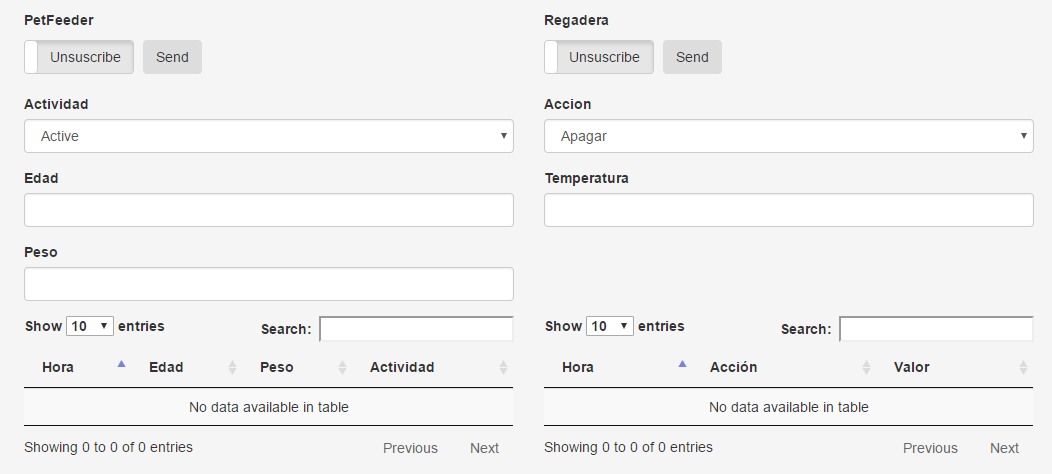 PetFeeder
Unsuscribe Send
Actividad
Active
Edad
Peso
Show 10 entries Search:
Hora Edad Peso Actividad
No data available in table
Showing 0 to 0 of 0 entries Previous Next
Regadera
Unsuscribe Send
Accion
Apagar
Temperatura
Show 10 entries Search:
Hora Acción Valor
No data available in table
Showing 0 to 0 of 0 entries Previous Next